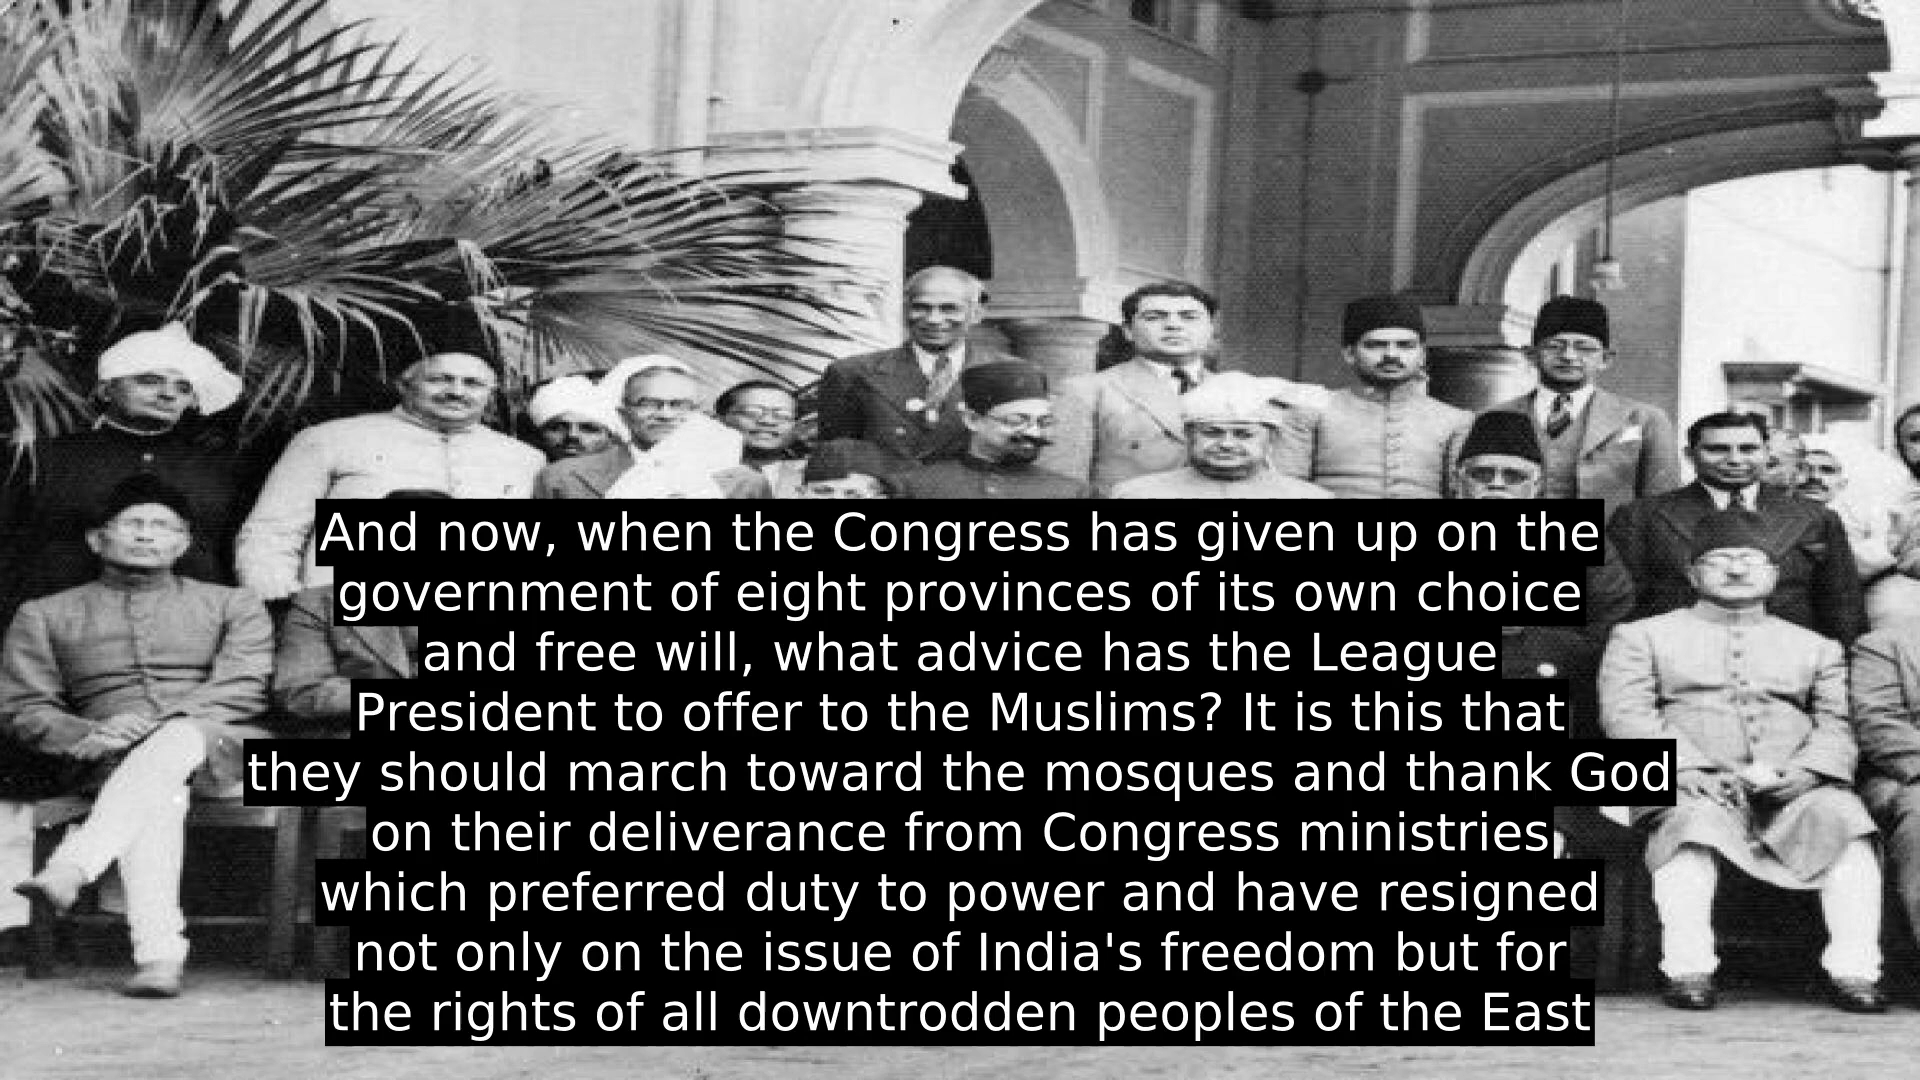 And now, when the Congress has given up on the
government of eight provinces of its own choice
and free will, what advice has the League
President to offer to the Muslims? It is this that
they should march toward the mosques and thank God
on their deliverance from Congress ministries
which preferred duty to power and have resigned
not only on the issue of India's freedom but for
the rights of all downtrodden peoples of the East